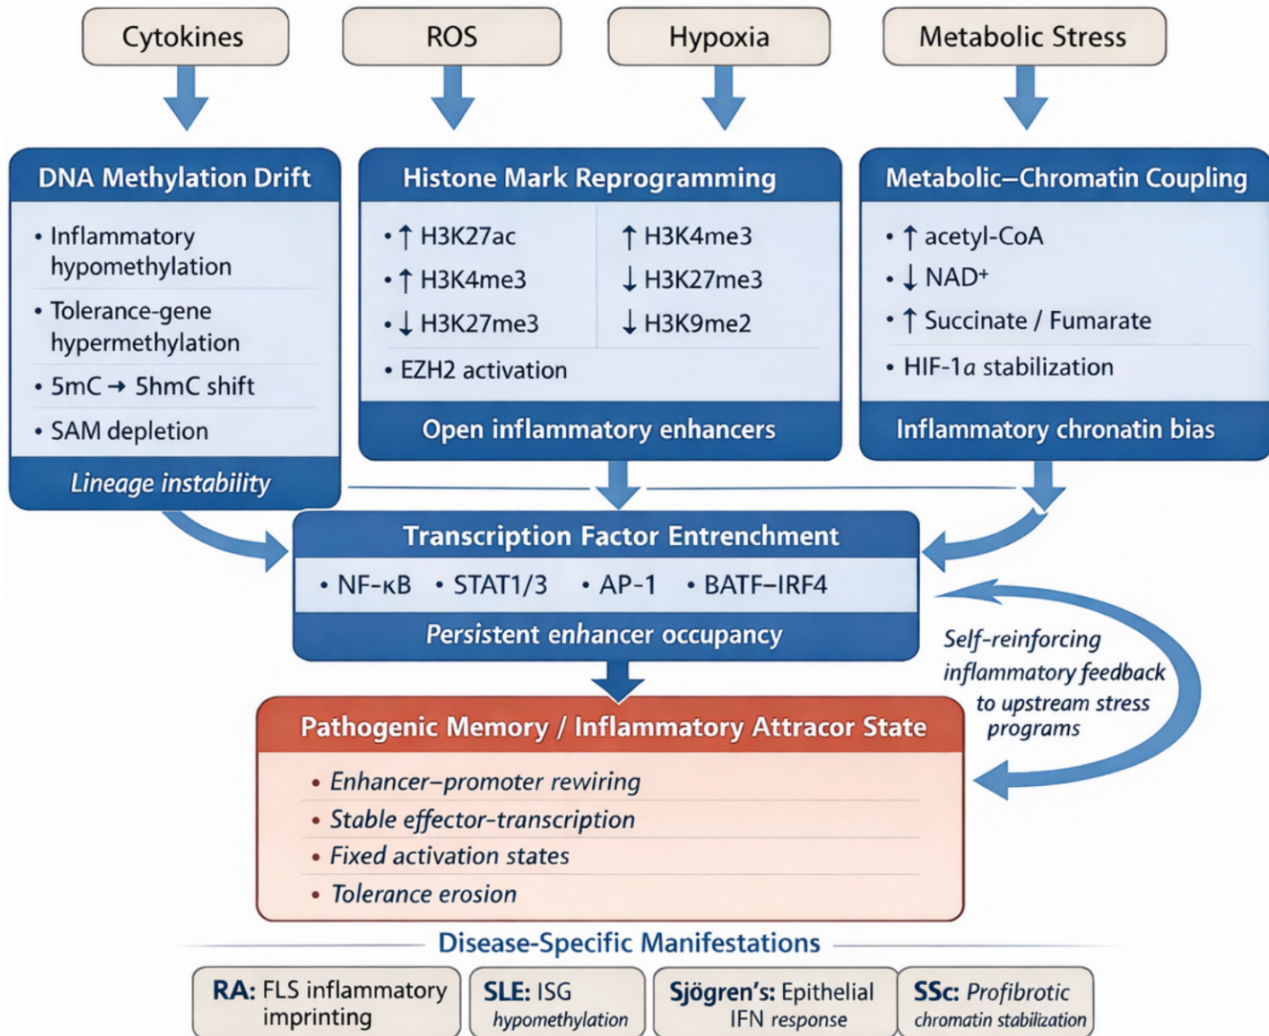 Cytokines
ROS
Hypoxia
Metabolic Stress
DNA Methylation Drift
• Inflammatory
hypomethylation
• Tolerance-gene
hypermethylation
• 5mC → 5hmC shift
• SAM depletion
Lineage instability
Histone Mark Reprogramming
• ↑ H3K27ac
• ↑ H3K4me3
• ↓ H3K27me3
↑ H3K4me3
↓ H3K27me3
↓ H3K9me2
• EZH2 activation
Open inflammatory enhancers
Metabolic–Chromatin Coupling
• ↑ acetyl-CoA
• ↓ NAD⁺
• ↑ Succinate / Fumarate
• HIF-1α stabilization
Inflammatory chronatin bias
Transcription Factor Entrenchment
• NF-κB • STAT1/3 • AP-1 • BATF–IRF4
Persistent enhancer occupancy
Self-reinforcing
inflammatory feedback
to upstream stress
programs
Pathogenic Memory / Inflammatory Attracor State
• Enhancer–promoter rewiring
• Stable effector-transcription
• Fixed activation states
• Tolerance erosion
Disease-Specific Manifestations
RA: FLS inflammatory
imprinting
SLE: ISG
hypomethylation
Sjögren's: Epithelial
IFN response
SSc: Profibrotic
chromatin stabilization